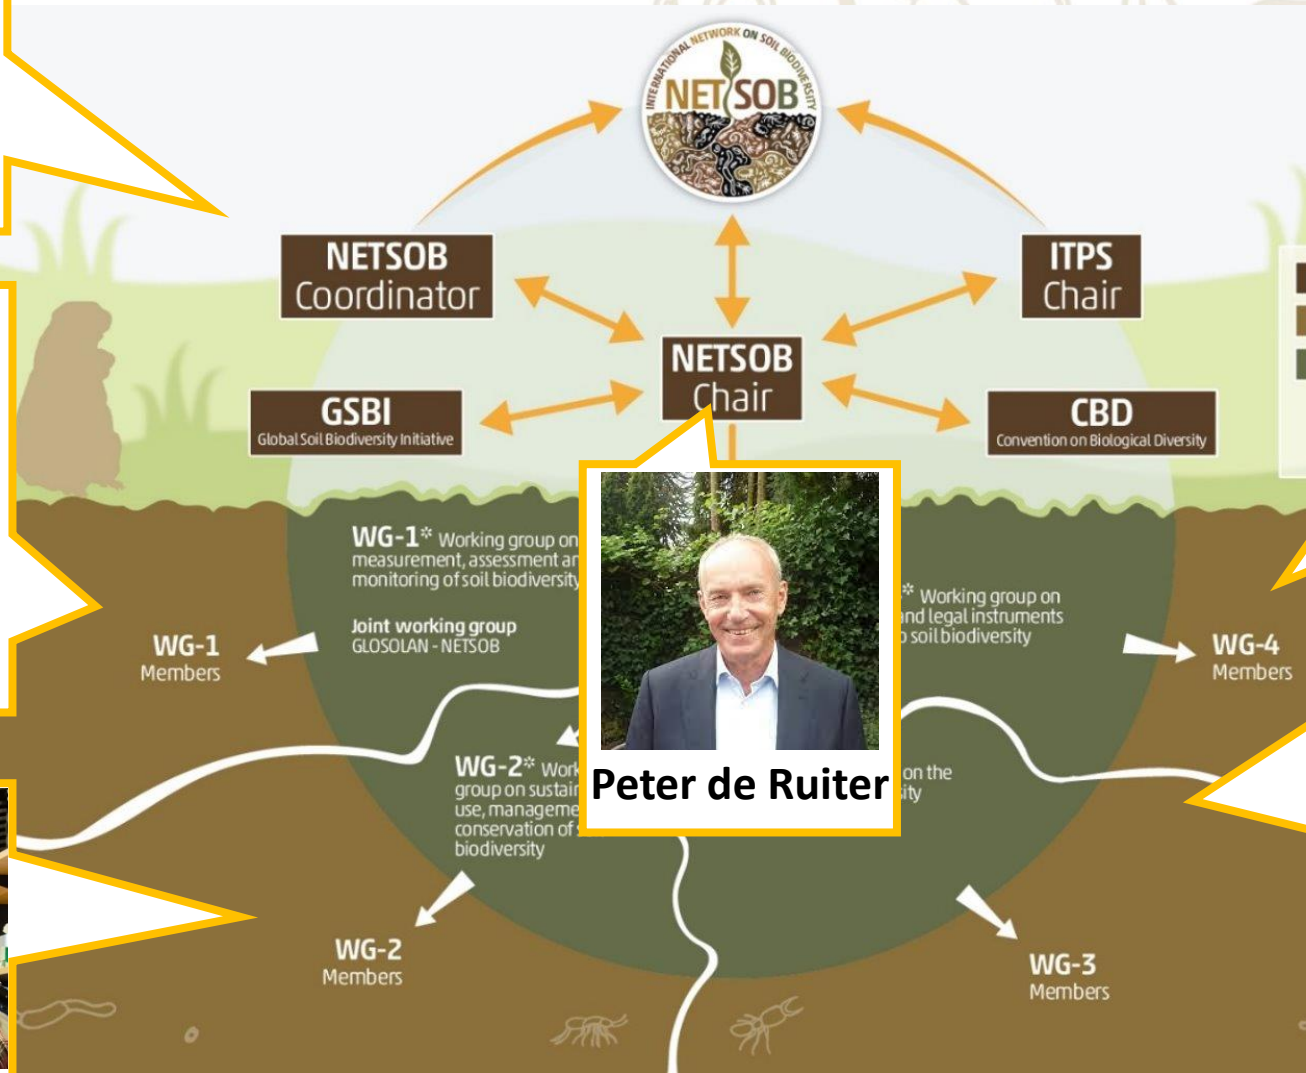 INTERNATIONAL NETWORK ON SOIL BIODIVERSITY
NETSOB
NETSOB
Coordinator
ITPS
Chair
NETSOB
Chair
GSBI
Global Soil Biodiversity Initiative
CBD
Convention on Biological Diversity
WG-1* Working group on
measurement, assessment
monitoring of soil biodiversity
Joint working group
GLOSOLAN - NETSOB
WG-1
Members
* Working group on
and legal instruments
soil biodiversity
WG-4
Members
WG-2*
group on
use,
conservation of
biodiversity
on the
Peter de Ruiter
WG-2
Members
WG-3
Members